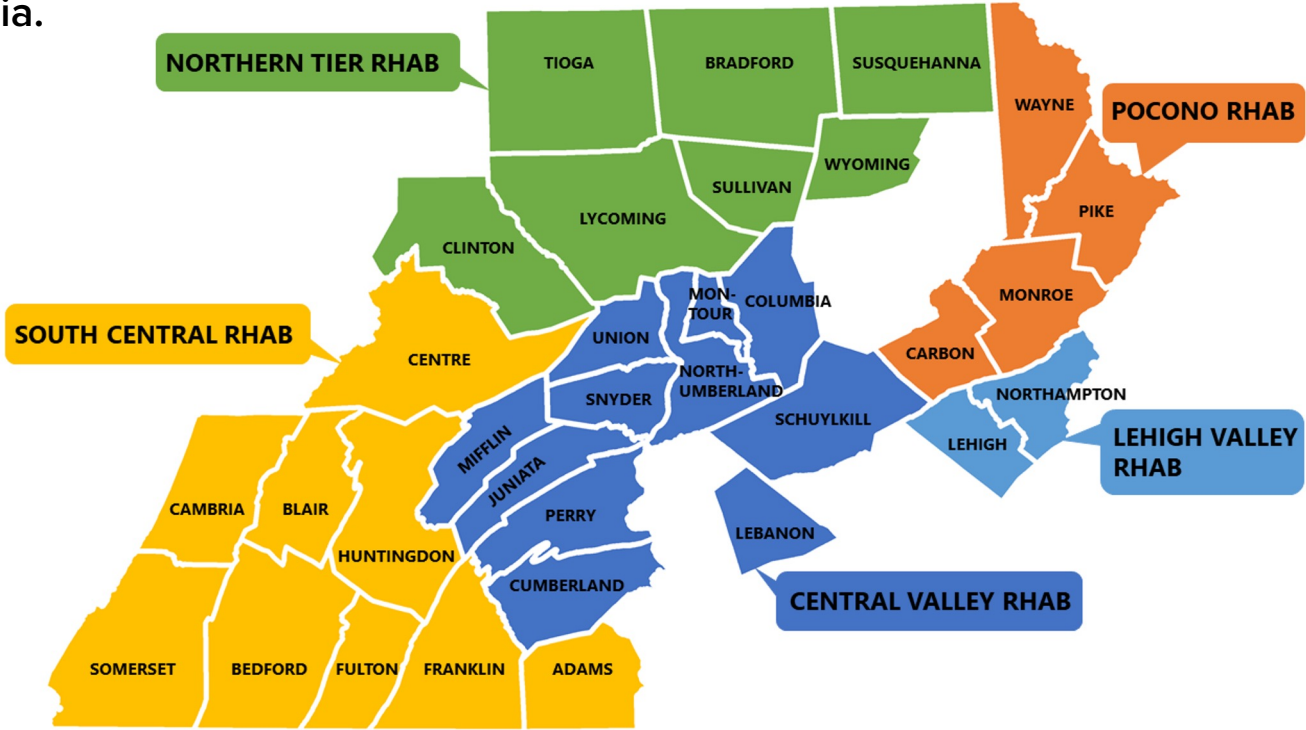 ia.
NORTHERN TIER RHAB
TIOGA
BRADFORD
SUSQUEHANNA
WAYNE
POCONO RHAB
WYOMING
SULLIVAN
LYCOMING
PIKE
CLINTON
MON-
TOUR
COLUMBIA
MONROE
SOUTH CENTRAL RHAB
UNION
CENTRE
CARBON
NORTH-
UMBERLAND
SNYDER
NORTHAMPTON
SCHUYLKILL
LEHIGH
LEHIGH VALLEY
RHAB
MIFFLIN
JUNIATA
CAMBRIA
BLAIR
PERRY
LEBANON
HUNTINGDON
CUMBERLAND
CENTRAL VALLEY RHAB
SOMERSET
BEDFORD
FULTON
FRANKLIN
ADAMS